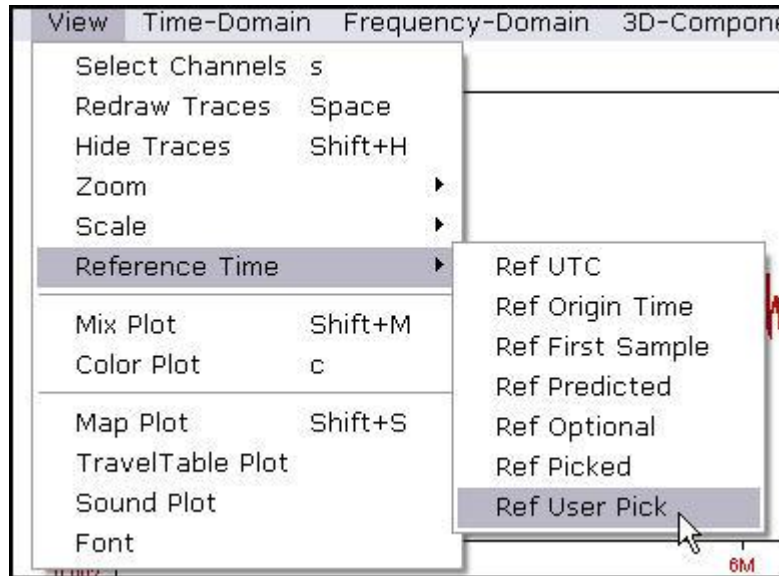 View Time-Domain Frequency-Domain 3D-Compone
Select Channels s
Redraw Traces Space
Hide Traces Shift+H
Zoom
Scale
Reference Time
Ref UTC
Ref Origin Time
Ref First Sample
Ref Predicted
Ref Optional
Ref Picked
Ref User Pick
Mix Plot Shift+M
Color Plot c
Map Plot Shift+S
TravelTable Plot
Sound Plot
Font
6M